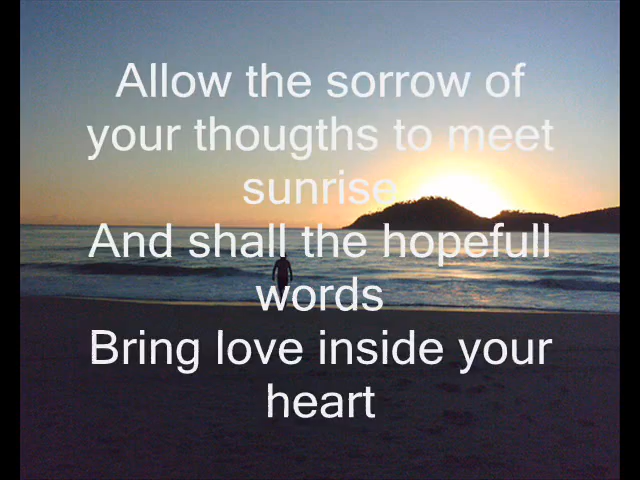 Allow the sorrow of
your thougths to meet
sunrise
And shall the hopefull
words
Bring love inside your
heart